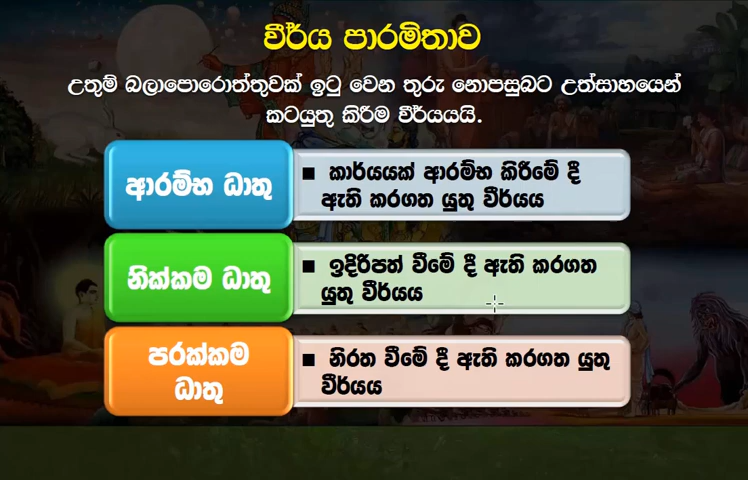 වීර්ය පාරමිතාව
උතුම් බලාපොරොත්තුවක් ඉටු වෙන තුරු නොපසුබට උත්සාහයෙන්
කටයුතු කිරීම වීර්යයයි.
ආරම්භ ධාතු
▪ කාර්යයක් ආරම්භ කිරීමේ දී
ඇති කරගත යුතු වීර්යය
නික්කම ධාතු
▪ ඉදිරිපත් වීමේ දී ඇති කරගත
යුතු වීර්යය
පරක්කම
ධාතු
▪ නිරත වීමේ දී ඇති කරගත යුතු
වීර්යය